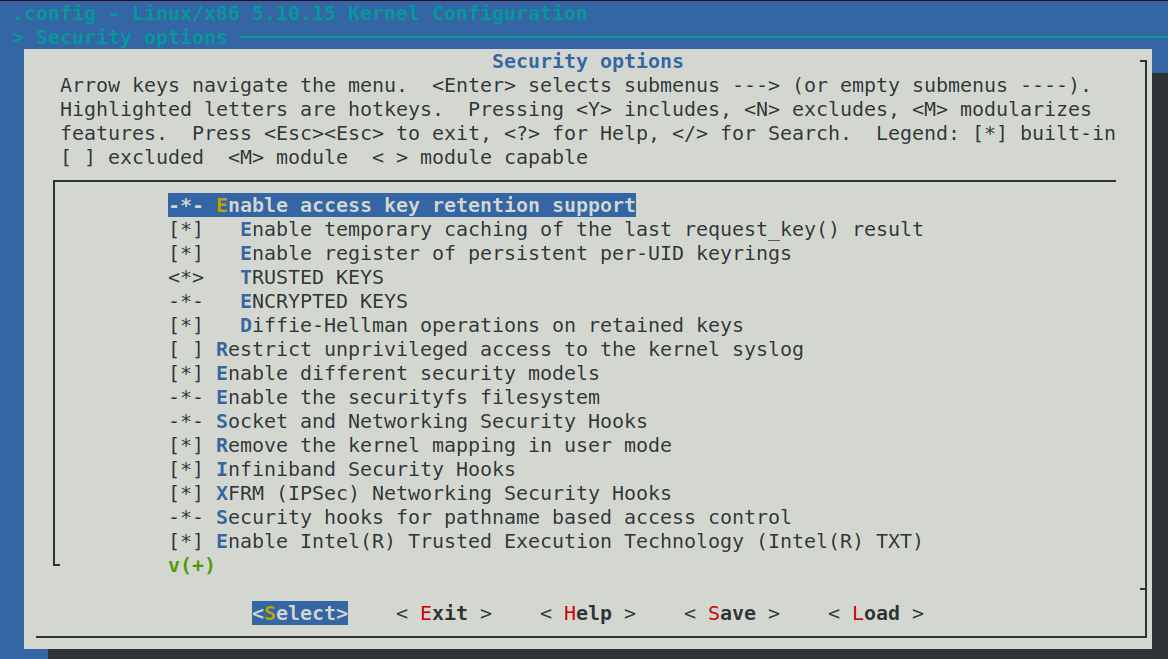 .config - Linux/x86 5.10.15 Kernel Configuration
> Security options
Security options
Arrow keys navigate the menu.  <Enter> selects submenus ---> (or empty submenus ----).
Highlighted letters are hotkeys.  Pressing <Y> includes, <N> excludes, <M> modularizes
features.  Press <Esc><Esc> to exit, <?> for Help, </> for Search.  Legend: [*] built-in
[ ] excluded  <M> module  < > module capable
-*- Enable access key retention support
[*]   Enable temporary caching of the last request_key() result
[*]   Enable register of persistent per-UID keyrings
<*>   TRUSTED KEYS
-*-   ENCRYPTED KEYS
[*]   Diffie-Hellman operations on retained keys
[ ] Restrict unprivileged access to the kernel syslog
[*] Enable different security models
-*- Enable the securityfs filesystem
-*- Socket and Networking Security Hooks
[*] Remove the kernel mapping in user mode
[*] Infiniband Security Hooks
[*] XFRM (IPSec) Networking Security Hooks
-*- Security hooks for pathname based access control
[*] Enable Intel(R) Trusted Execution Technology (Intel(R) TXT)
v(+)
<Select>    < Exit >    < Help >    < Save >    < Load >